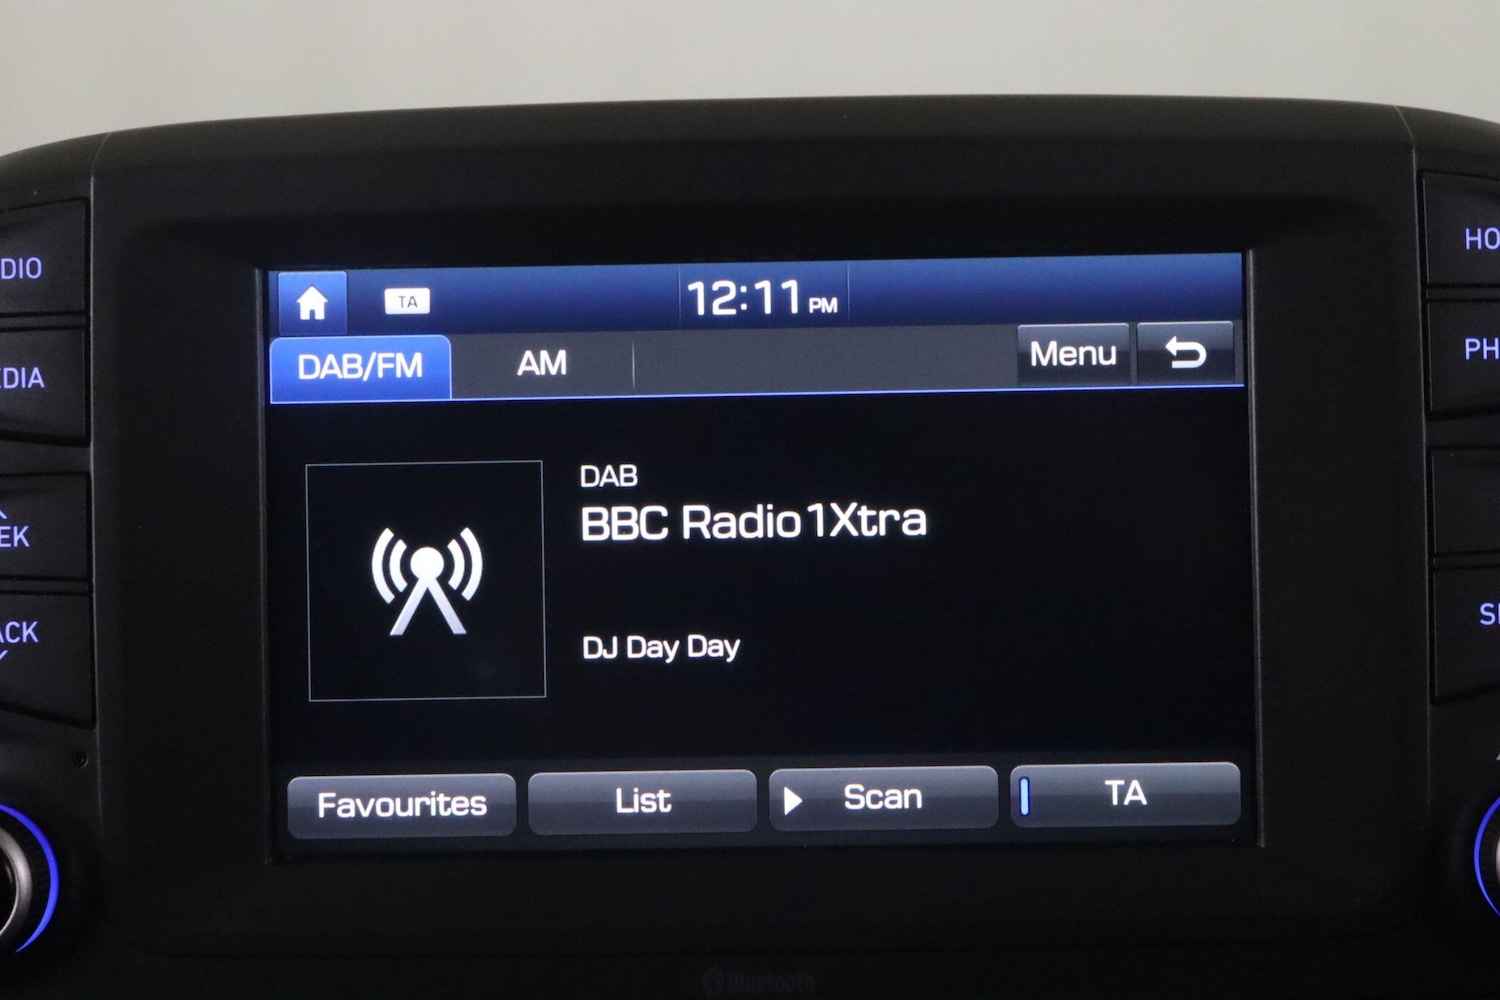 TA
12:11 PM
DAB/FM
AM
Menu
DAB
BBC Radio 1Xtra
DJ Day Day
Favourites
List
Scan
TA
DIO
EDIA
EK
ACK
HO
PH
Bluetooth